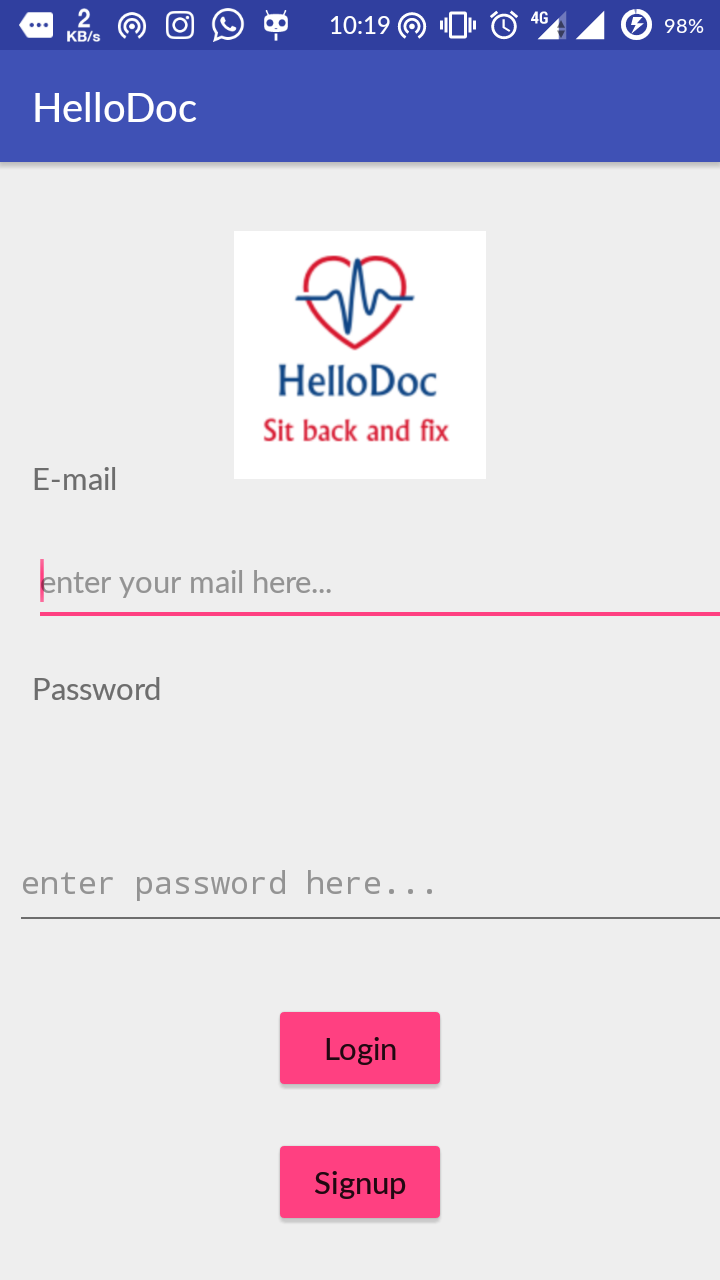 2 KB/s 10:19 4G 98%
HelloDoc
HelloDoc
Sit back and fix
E-mail
enter your mail here...
Password
enter password here...
Login
Signup